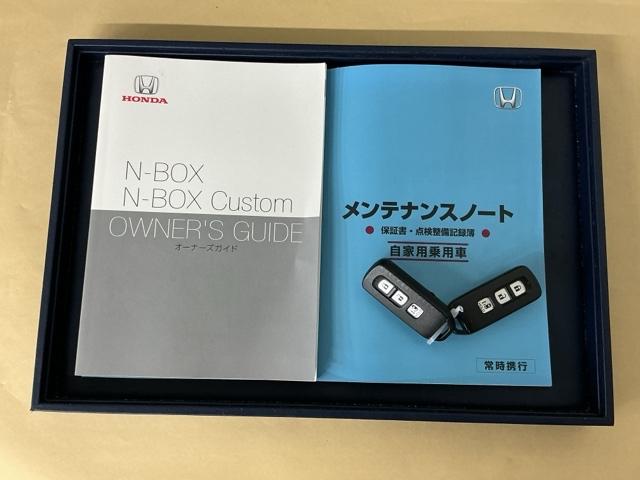 HONDA
N-BOX
N-BOX Custom
OWNER'S GUIDE
オーナーズガイド
メンテナンスノート
保証書・点検整備記録簿
自家用乗用車
常時携行